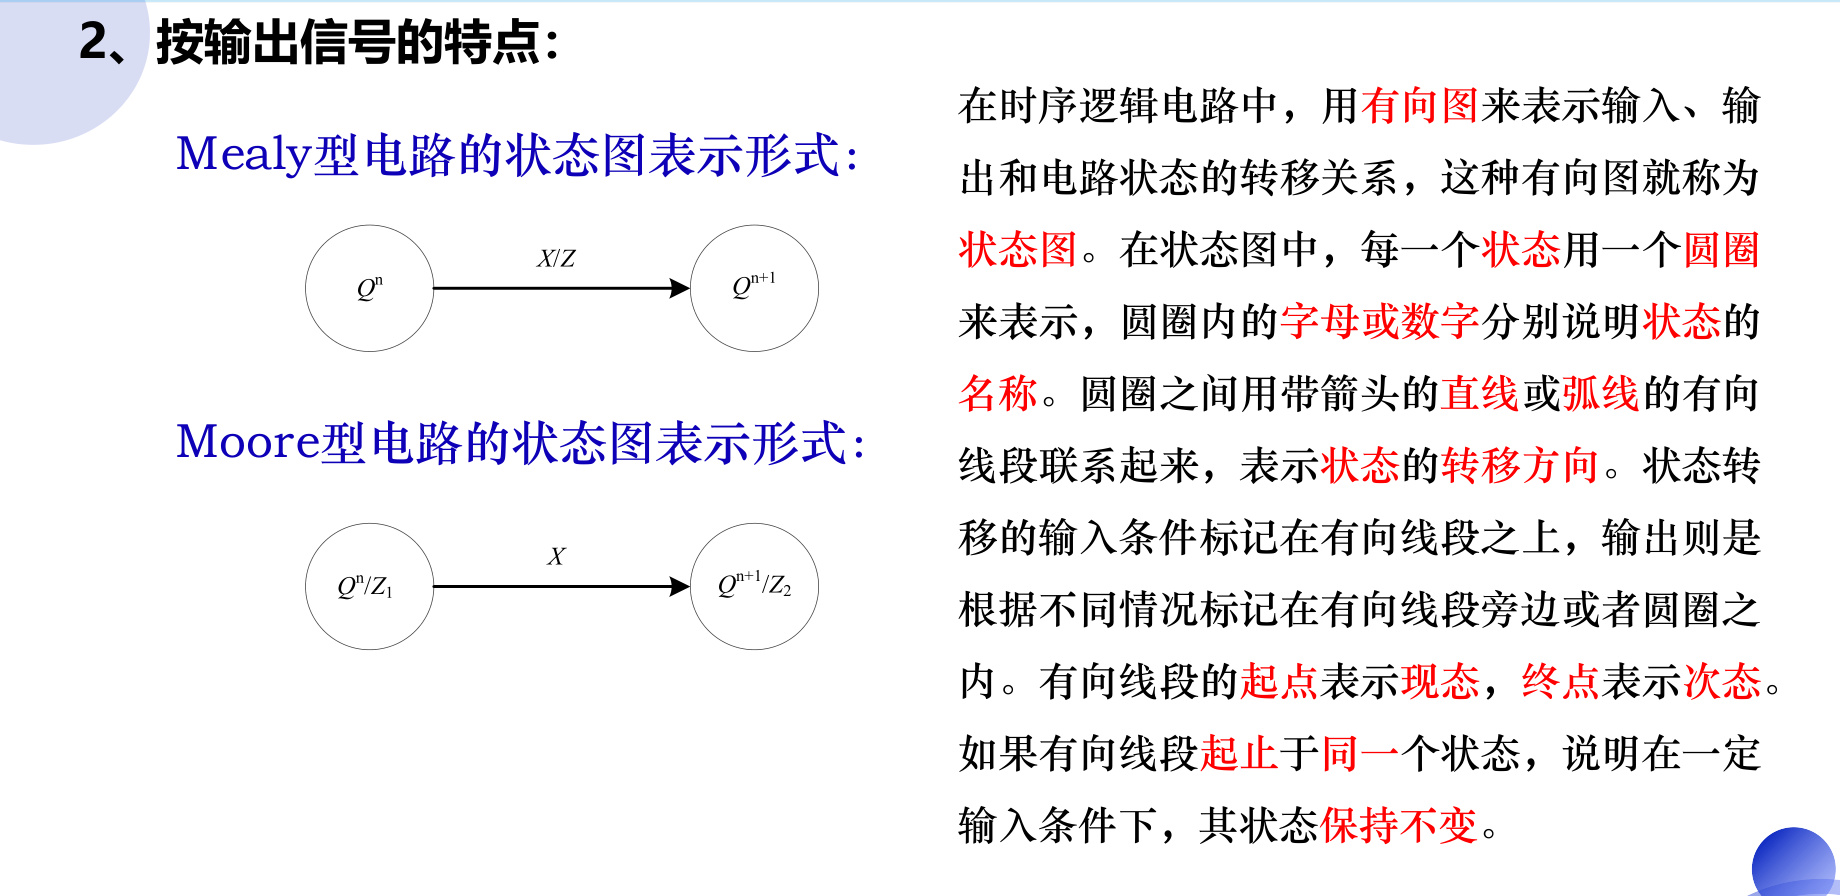 2、按输出信号的特点：
Mealy型电路的状态图表示形式：
Qⁿ
X/Z
Qⁿ⁺¹
Moore型电路的状态图表示形式：
Qⁿ/Z₁
X
Qⁿ⁺¹/Z₂
在时序逻辑电路中，用有向图来表示输入、输
出和电路状态的转移关系，这种有向图就称为
状态图。在状态图中，每一个状态用一个圆圈
来表示，圆圈内的字母或数字分别说明状态的
名称。圆圈之间用带箭头的直线或弧线的有向
线段联系起来，表示状态的转移方向。状态转
移的输入条件标记在有向线段之上，输出则是
根据不同情况标记在有向线段旁边或者圆圈之
内。有向线段的起点表示现态，终点表示次态。
如果有向线段起止于同一个状态，说明在一定
输入条件下，其状态保持不变。